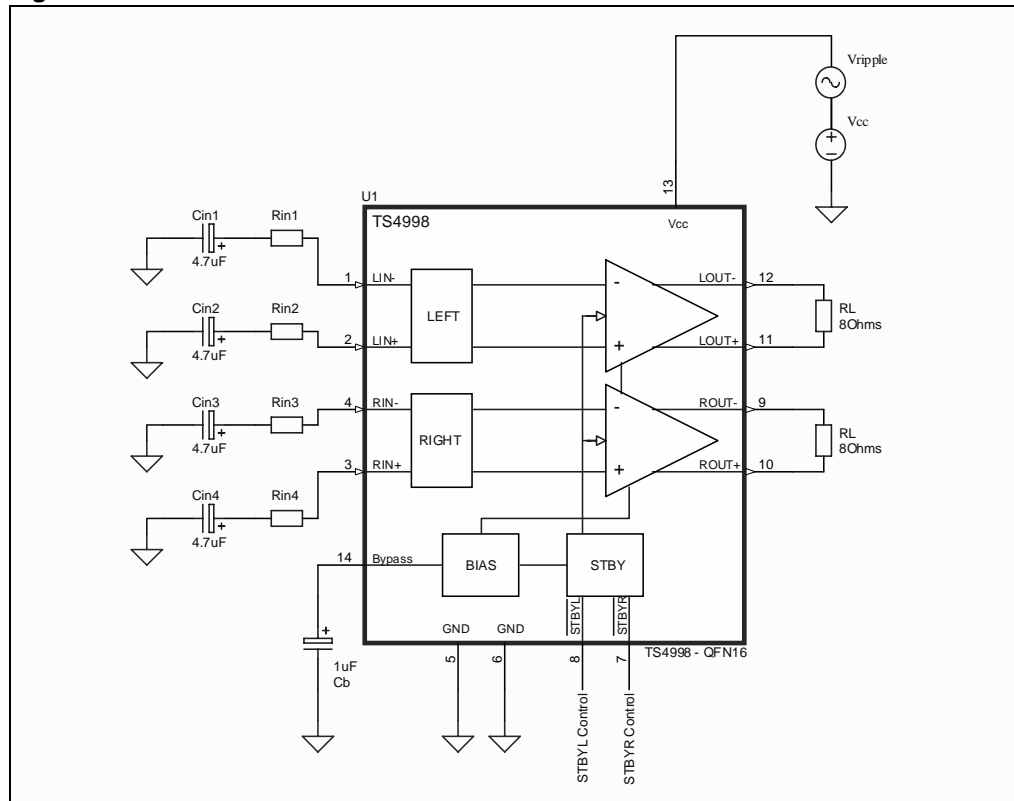 Vripple
Vcc
13
U1
TS4998
Vcc
Cin1
Rin1
+
4.7uF
1
LIN-
LOUT-
12
-
Cin2
Rin2
LEFT
RL
8Ohms
+
4.7uF
2
LIN+
+
LOUT+
11
Cin3
Rin3
+
4.7uF
4
RIN-
ROUT-
9
-
RIGHT
RL
8Ohms
Cin4
Rin4
+
4.7uF
3
RIN+
+
ROUT+
10
14
Bypass
BIAS
STBY
+
1uF
Cb
GND
GND
STBYL
STBYR
5
6
8
7
TS4998 - QFN16
STBYL Control
STBYR Control